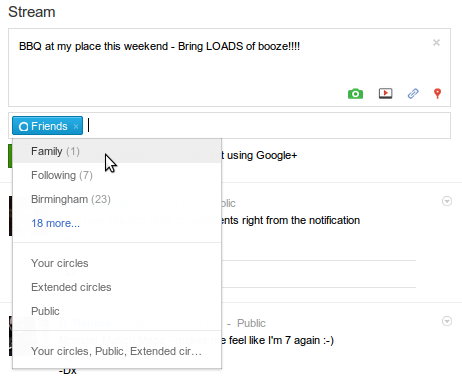 Stream
BBQ at my place this weekend - Bring LOADS of booze!!!!
Friends ×
Family (1)
t using Google+
Following (7)
Birmingham (23)
blic
18 more...
ents right from the notification
Your circles
Extended circles
Public
- Public
e feel like I'm 7 again :-)
Your circles, Public, Extended cir…
-Dx